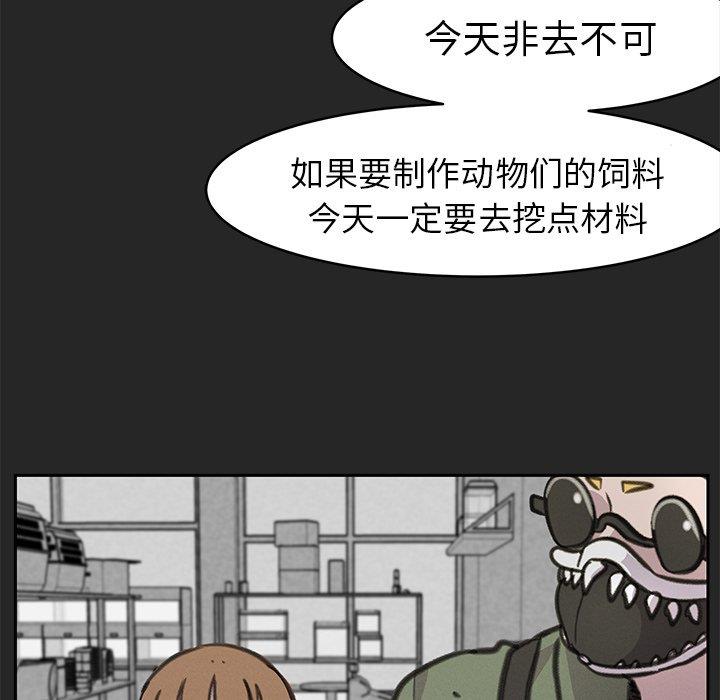 今天非去不可
如果要制作动物们的饲料
今天一定要去挖点材料